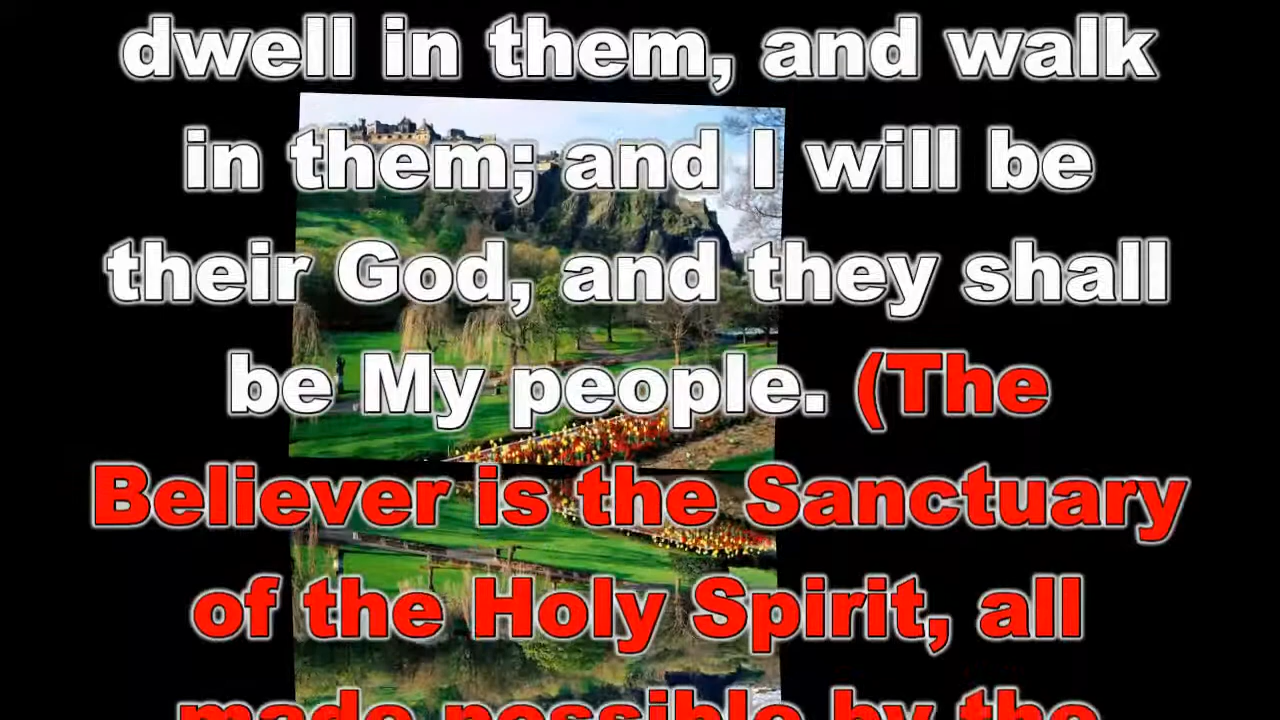 dwell in them, and walk
in them; and I will be
their God, and they shall
be My people. (The
Believer is the Sanctuary
of the Holy Spirit, all
made possible by the